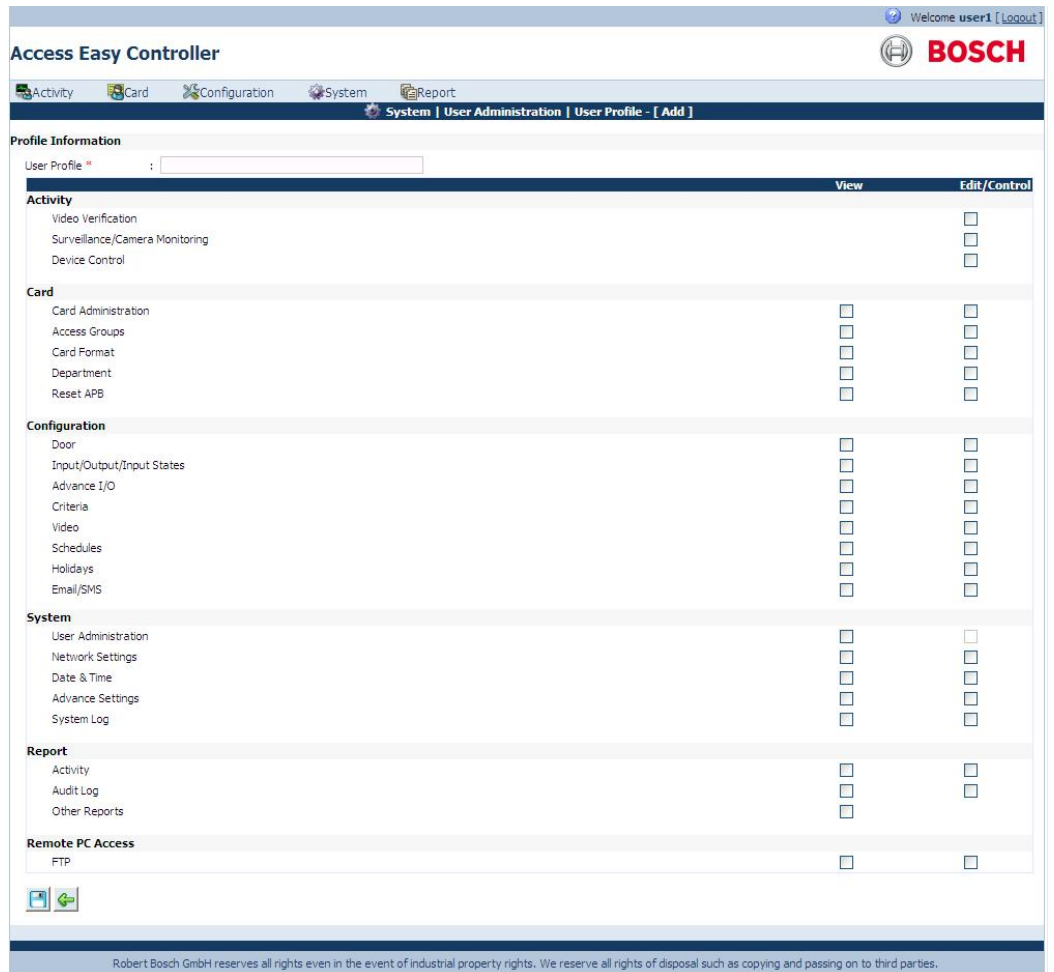 Welcome user1 [ Logout ]
Access Easy Controller
BOSCH
Activity Card Configuration System Report
System | User Administration | User Profile - [ Add ]
Profile Information
User Profile * :
View Edit/Control
Activity
Video Verification
Surveillance/Camera Monitoring
Device Control
Card
Card Administration
Access Groups
Card Format
Department
Reset APB
Configuration
Door
Input/Output/Input States
Advance I/O
Criteria
Video
Schedules
Holidays
Email/SMS
System
User Administration
Network Settings
Date & Time
Advance Settings
System Log
Report
Activity
Audit Log
Other Reports
Remote PC Access
FTP
Robert Bosch GmbH reserves all rights even in the event of industrial property rights. We reserve all rights of disposal such as copying and passing on to third parties.